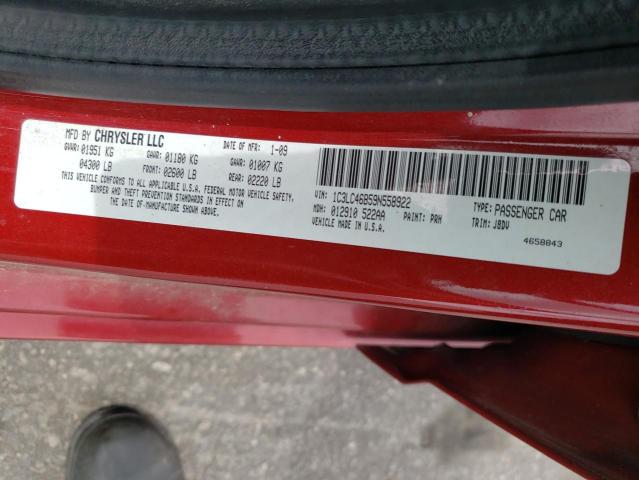 MFD BY CHRYSLER LLC DATE OF MFR 1-09
GVWR: 01951 KG GAWR: 01180 KG GAWR: 01007 KG
04300 LB FRONT: 02600 LB REAR: 02220 LB
THIS VEHICLE CONFORMS TO ALL APPLICABLE U.S.A. FEDERAL MOTOR VEHICLE SAFETY,
BUMPER AND THEFT PREVENTION STANDARDS IN EFFECT ON THE
DATE OF MANUFACTURE SHOWN ABOVE.
VIN: 1C3LC46B59N558922 TYPE: PASSENGER CAR
MDH: 012910 522AA PAINT: PRH TRIM: J8DV
VEHICLE MADE IN U.S.A.
4658843